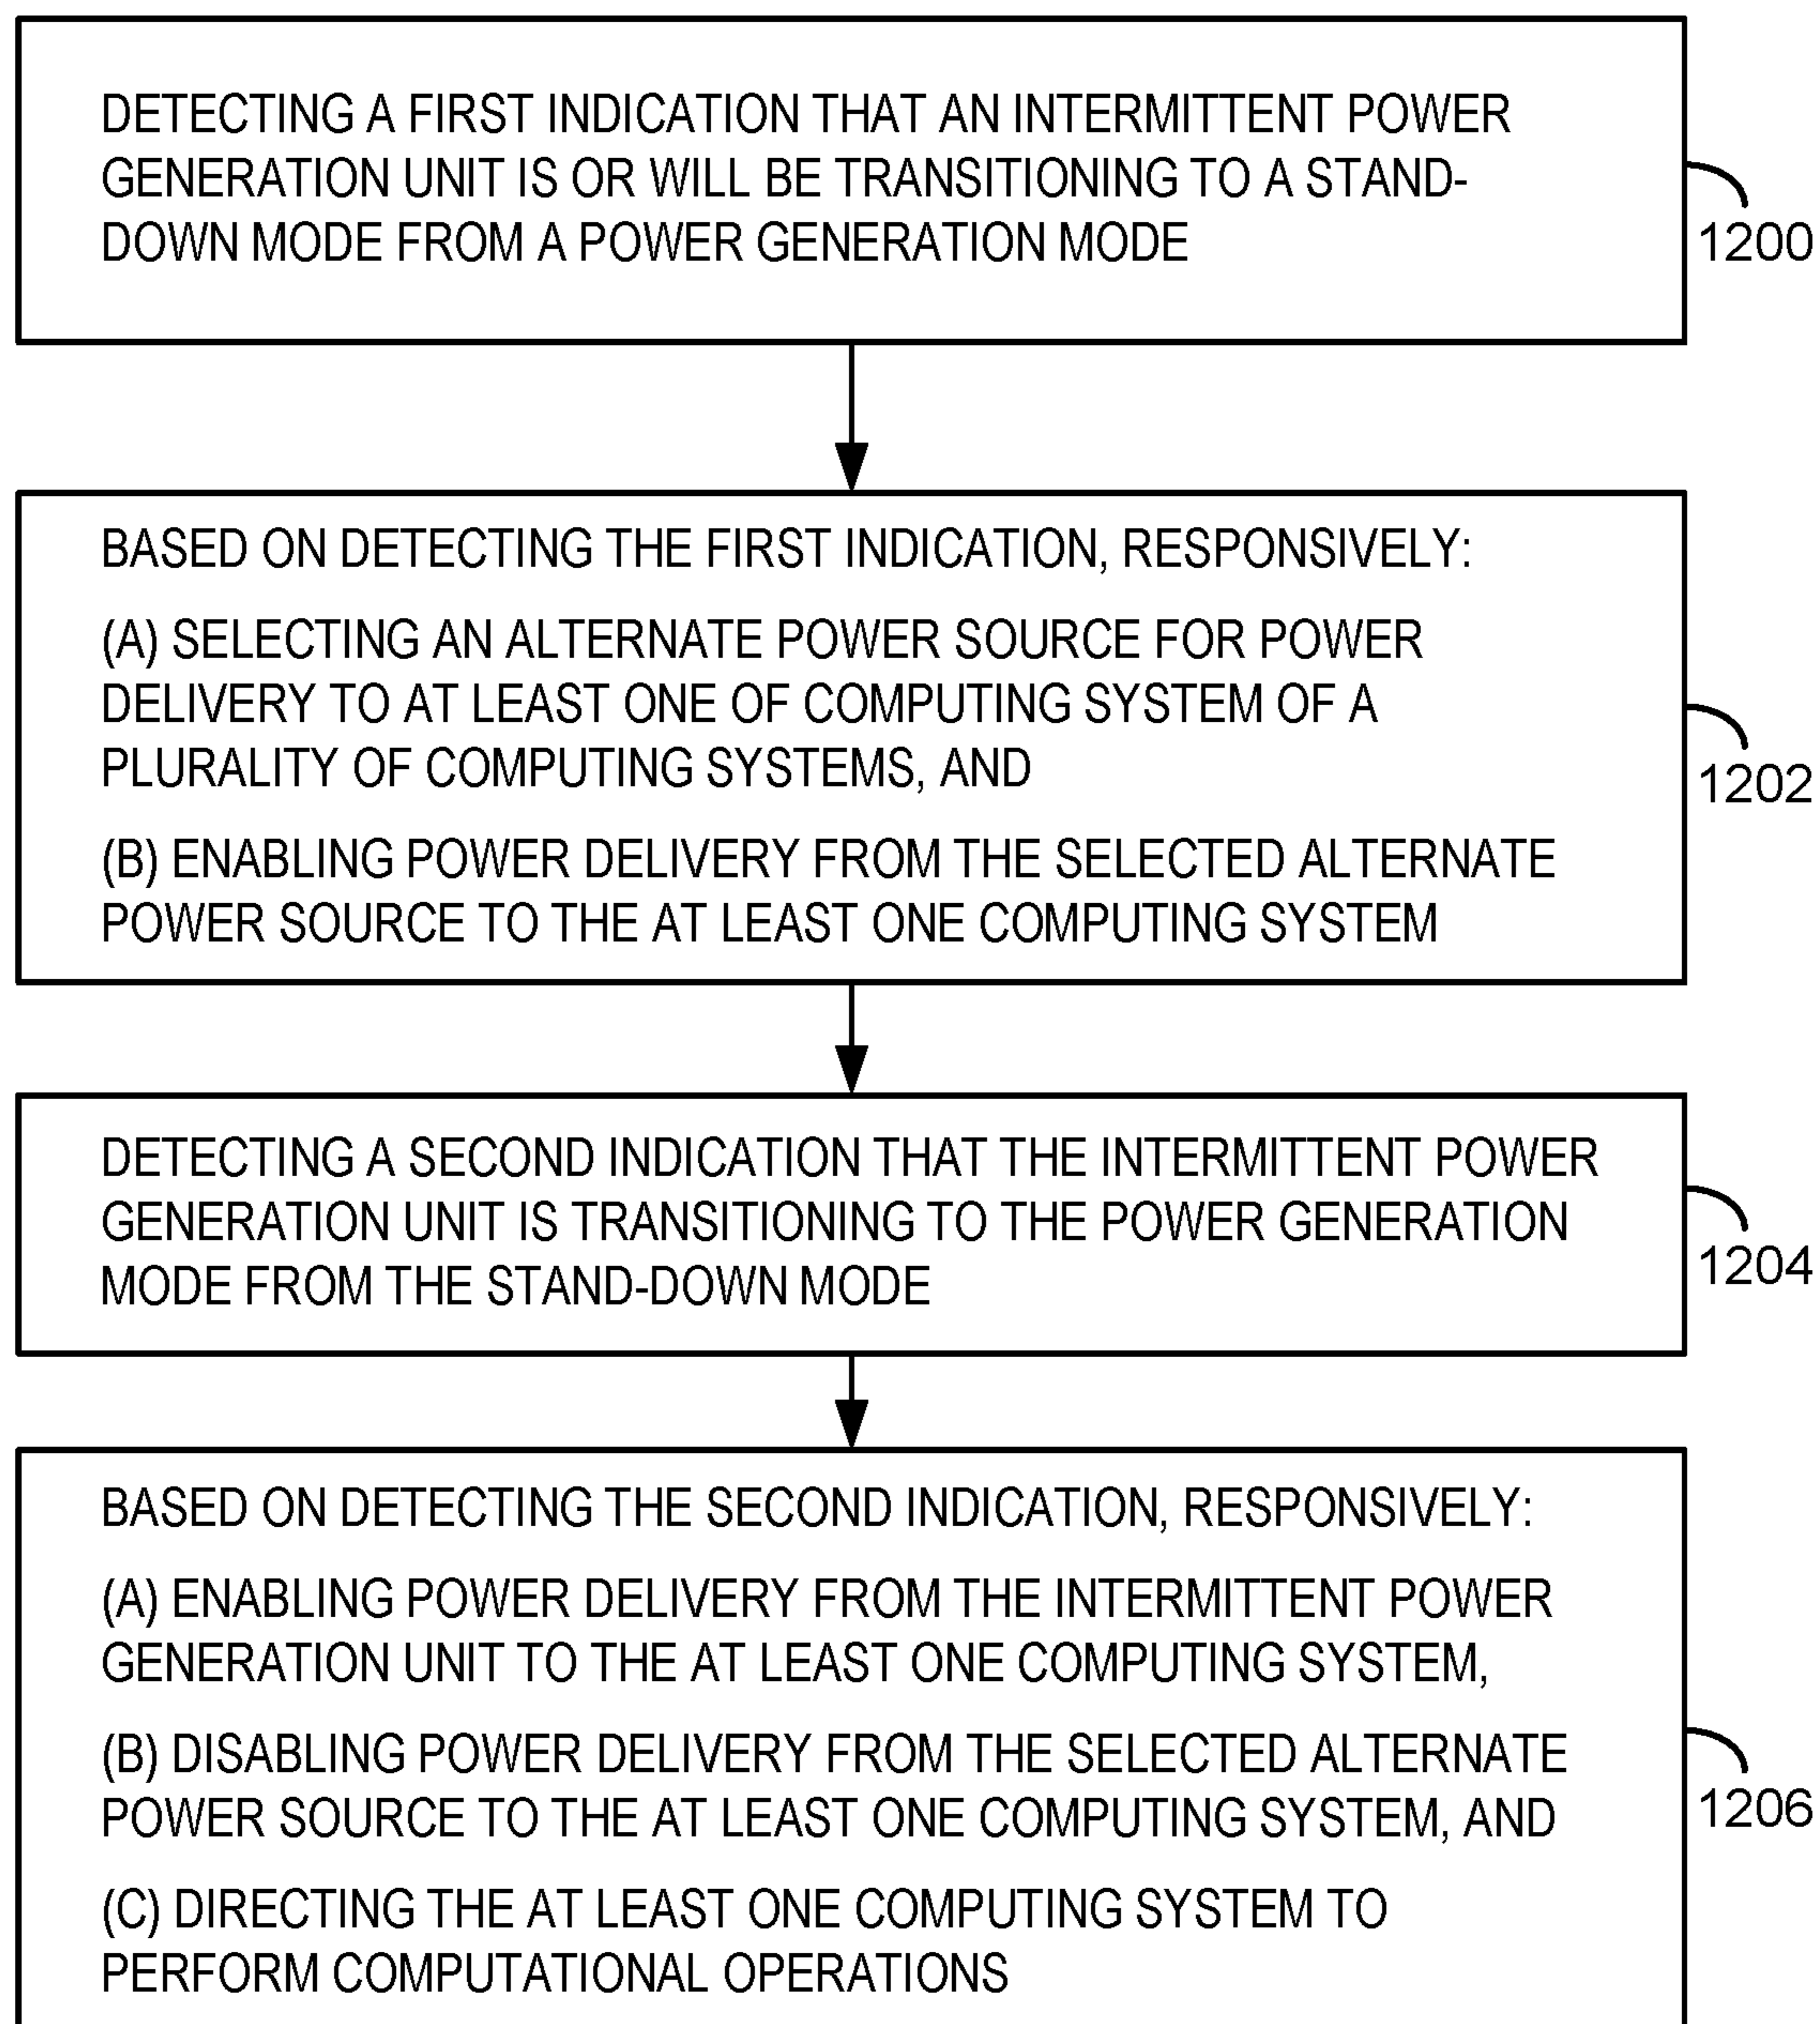 DETECTING A FIRST INDICATION THAT AN INTERMITTENT POWER
GENERATION UNIT IS OR WILL BE TRANSITIONING TO A STAND-
DOWN MODE FROM A POWER GENERATION MODE
1200
BASED ON DETECTING THE FIRST INDICATION, RESPONSIVELY:
(A) SELECTING AN ALTERNATE POWER SOURCE FOR POWER
DELIVERY TO AT LEAST ONE OF COMPUTING SYSTEM OF A
PLURALITY OF COMPUTING SYSTEMS, AND
(B) ENABLING POWER DELIVERY FROM THE SELECTED ALTERNATE
POWER SOURCE TO THE AT LEAST ONE COMPUTING SYSTEM
1202
DETECTING A SECOND INDICATION THAT THE INTERMITTENT POWER
GENERATION UNIT IS TRANSITIONING TO THE POWER GENERATION
MODE FROM THE STAND-DOWN MODE
1204
BASED ON DETECTING THE SECOND INDICATION, RESPONSIVELY:
(A) ENABLING POWER DELIVERY FROM THE INTERMITTENT POWER
GENERATION UNIT TO THE AT LEAST ONE COMPUTING SYSTEM,
(B) DISABLING POWER DELIVERY FROM THE SELECTED ALTERNATE
POWER SOURCE TO THE AT LEAST ONE COMPUTING SYSTEM, AND
(C) DIRECTING THE AT LEAST ONE COMPUTING SYSTEM TO
PERFORM COMPUTATIONAL OPERATIONS
1206